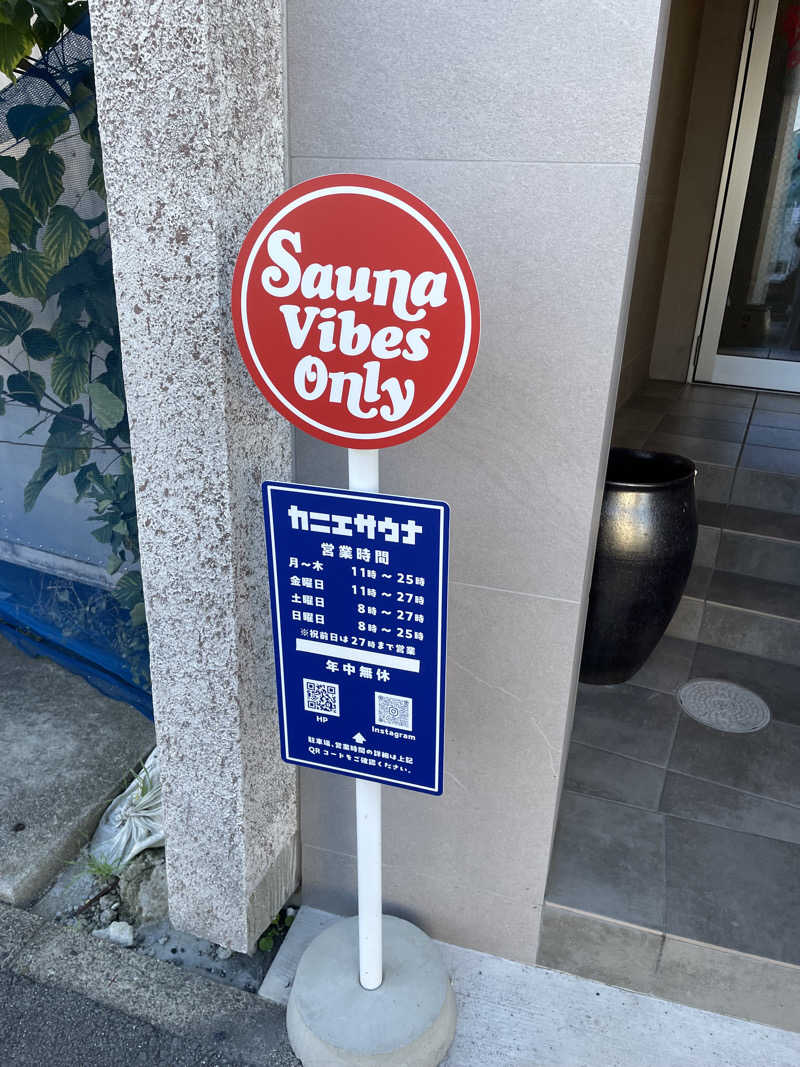 Sauna
Vibes
Only
カニエサウナ
営業時間
月〜木 11時 〜 25時
金曜日 11時 〜 27時
土曜日 8時 〜 27時
日曜日 8時 〜 25時
※祝前日は27時まで営業
年中無休
HP
Instagram
駐車場、営業時間の詳細は上記
QRコードをご確認ください。